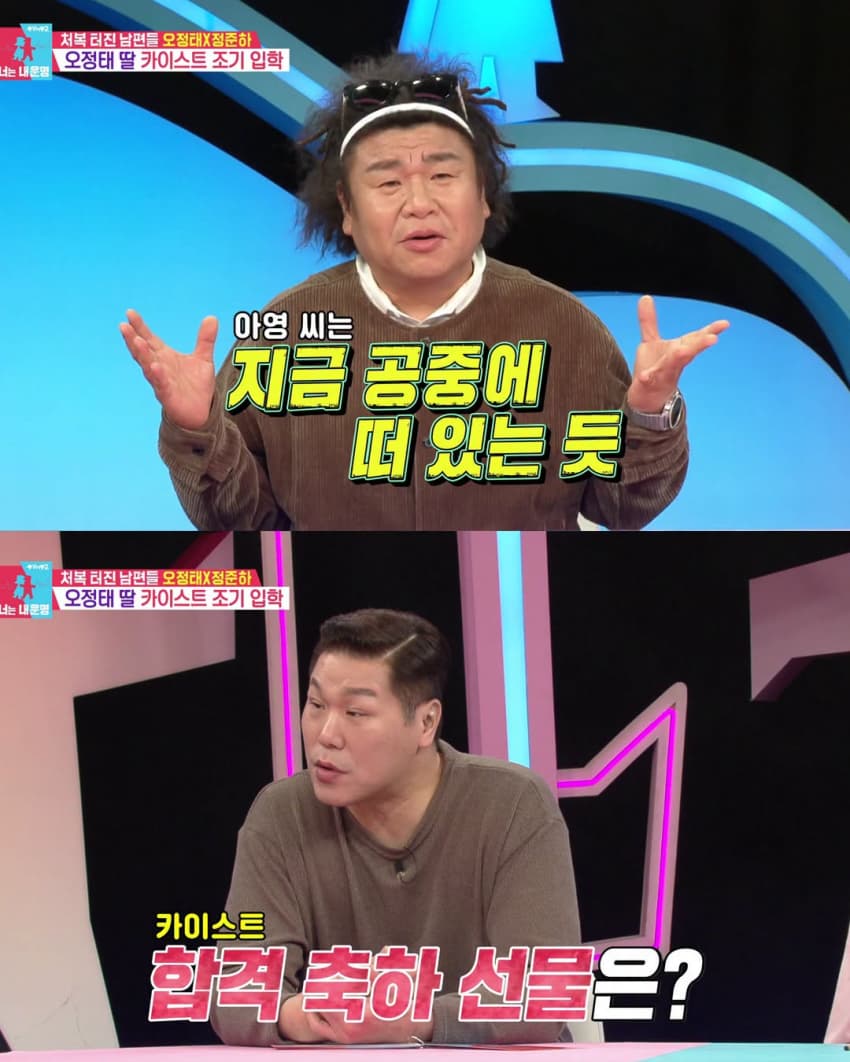 처복 터진 남편들 오정태X정준하
오정태 딸 카이스트 조기 입학
너는 내 운명
아영 씨는
지금 공중에
떠 있는 듯
처복 터진 남편들 오정태X정준하
오정태 딸 카이스트 조기 입학
너는 내 운명
카이스트
합격 축하 선물은?